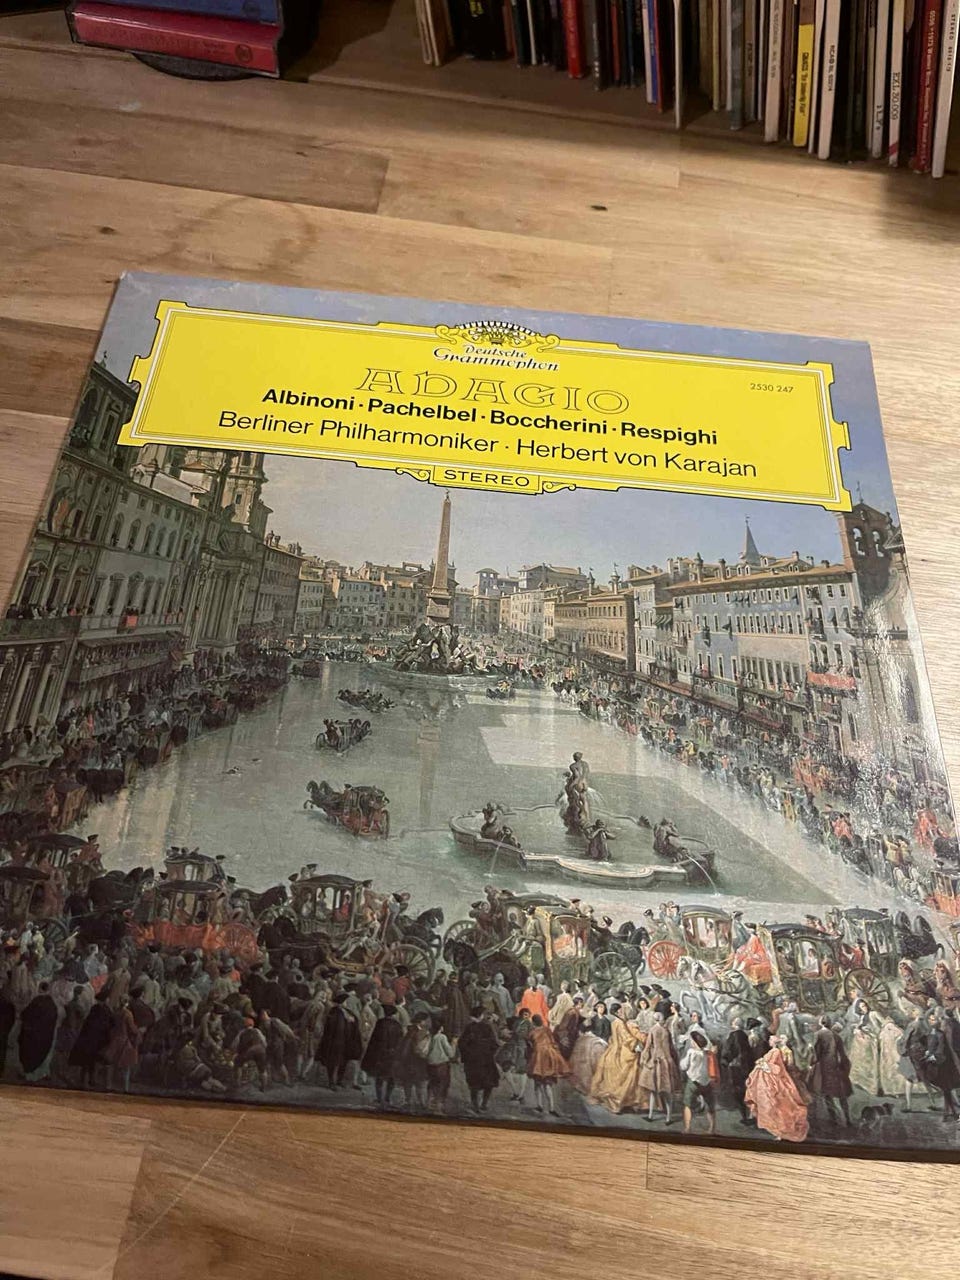 Deutsche
Grammophon
ADAGIO
2530 247
Albinoni · Pachelbel · Boccherini · Respighi
Berliner Philharmoniker · Herbert von Karajan
STEREO